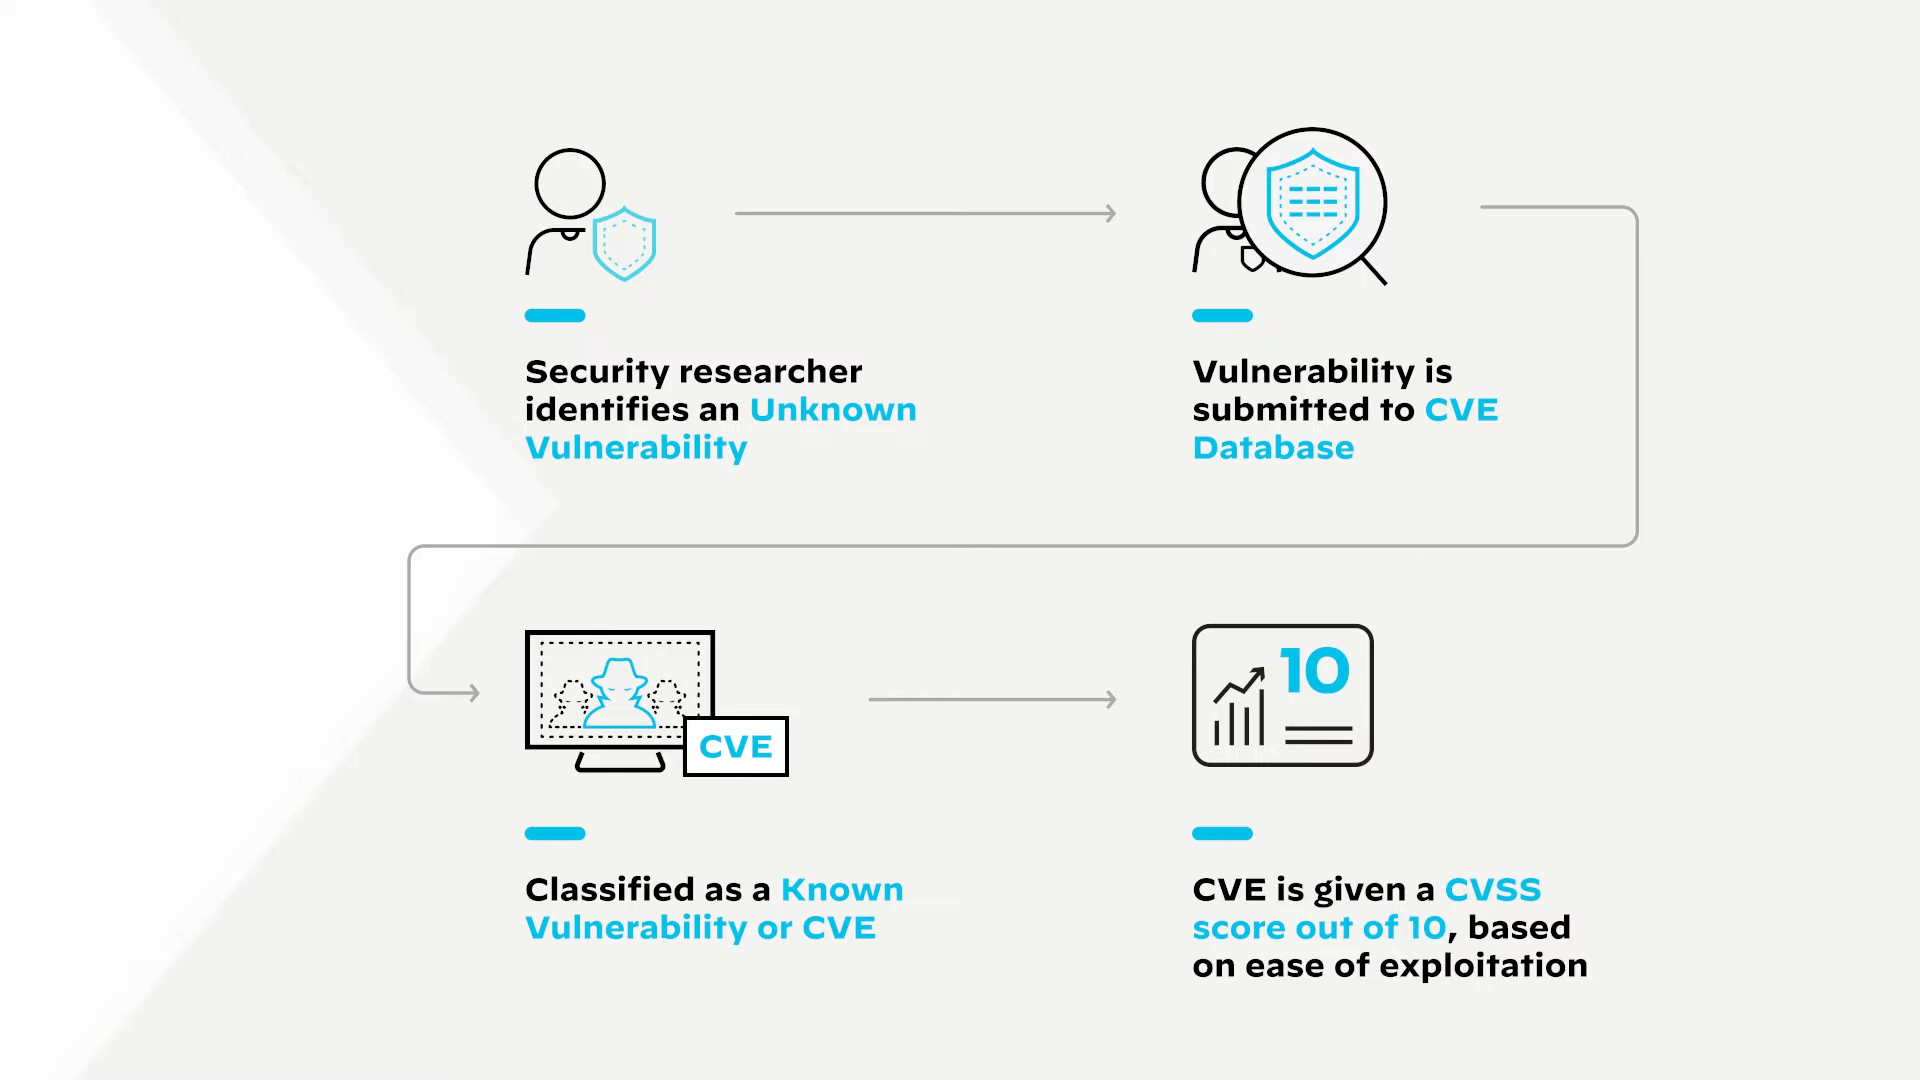 Security researcher
identifies an Unknown
Vulnerability
Vulnerability is
submitted to CVE
Database
CVE
Classified as a Known
Vulnerability or CVE
10
CVE is given a CVSS
score out of 10, based
on ease of exploitation